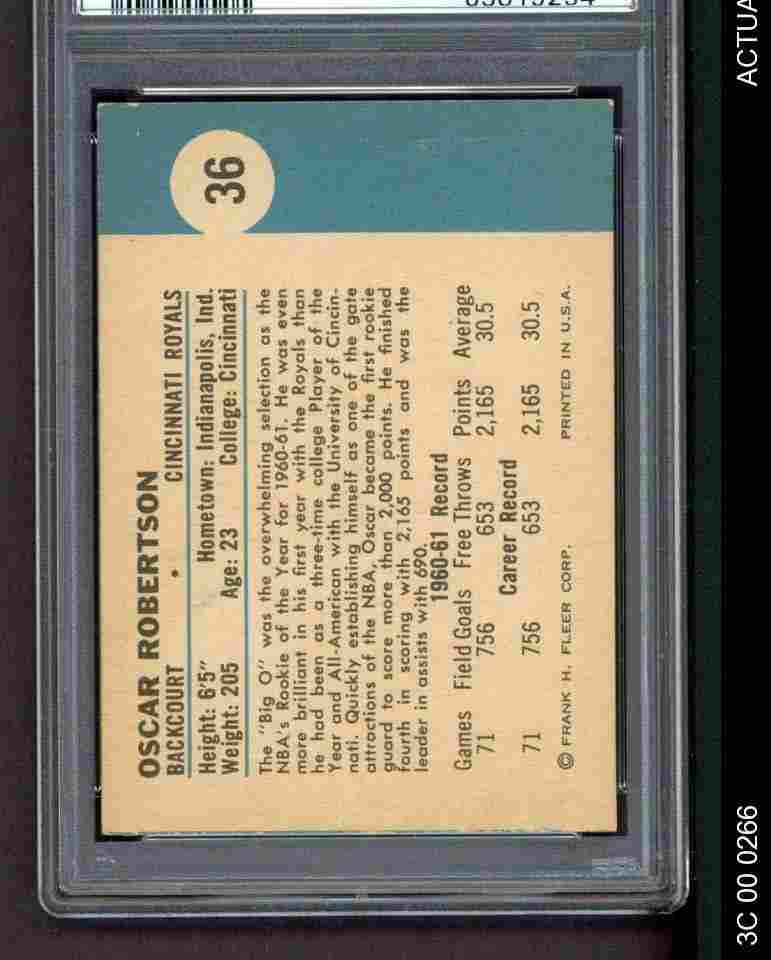 36
OSCAR ROBERTSON
BACKCOURT • CINCINNATI ROYALS
Height: 6'5" Hometown: Indianapolis, Ind.
Weight: 205 Age: 23 College: Cincinnati
The "Big O" was the overwhelming selection as the
NBA's Rookie of the Year for 1960-61. He was even
more brilliant in his first year with the Royals than
he had been as a three-time college Player of the
Year and All-American with the University of Cincin-
nati. Quickly establishing himself as one of the gate
attractions of the NBA, Oscar became the first rookie
guard to score more than 2,000 points. He finished
fourth in scoring with 2,165 points and was the
leader in assists with 690.
1960-61 Record
Games Field Goals Free Throws Points Average
71 756 653 2,165 30.5
Career Record
71 756 653 2,165 30.5
© FRANK H. FLEER CORP. PRINTED IN U.S.A.
3C 00 0266
ACTUA